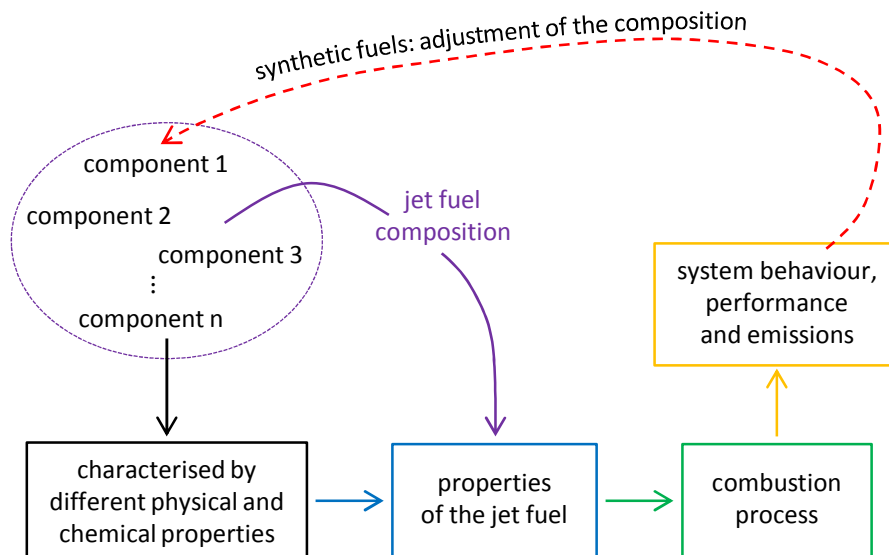 synthetic fuels: adjustment of the composition
component 1
component 2
component 3
...
component n
jet fuel
composition
system behaviour,
performance
and emissions
characterised by
different physical and
chemical properties
properties
of the jet fuel
combustion
process